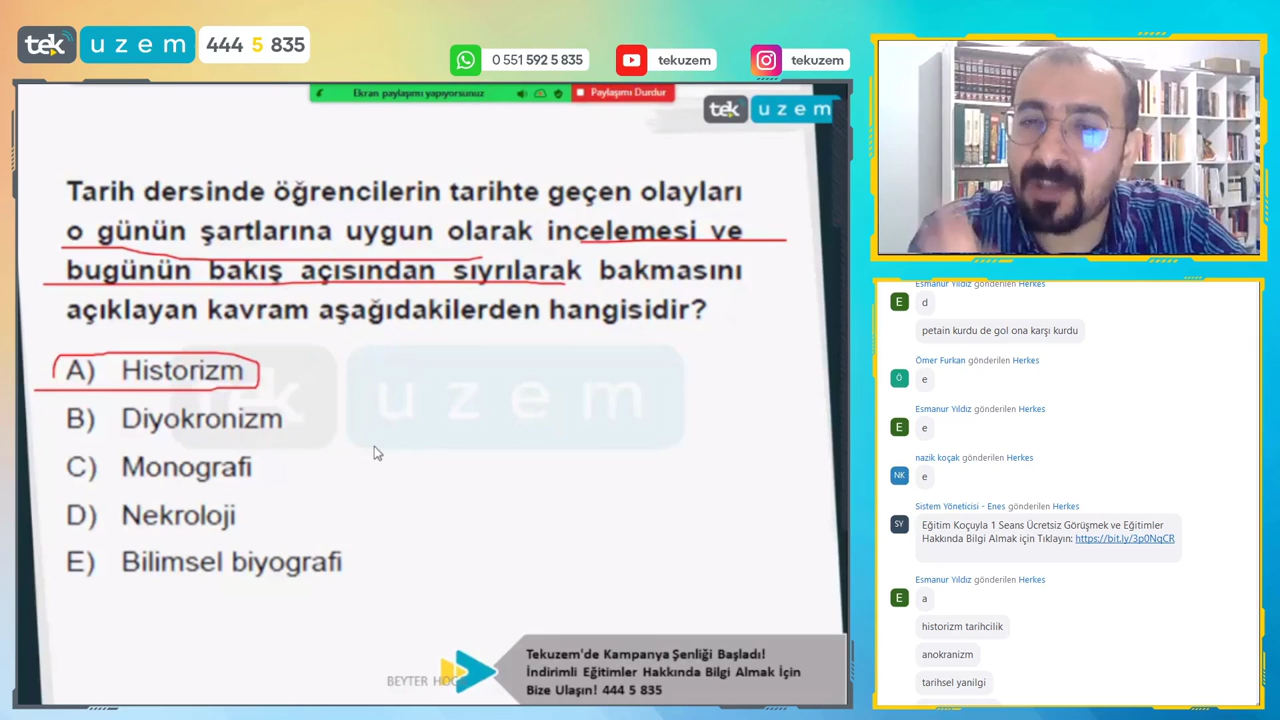 tek uzem 444 5 835
0 551 592 5 835 tekuzem tekuzem
Ekran paylaşımı yapıyorsunuz Paylaşımı Durdur
tek uzem
Tarih dersinde öğrencilerin tarihte geçen olayları
o günün şartlarına uygun olarak incelemesi ve
bugünün bakış açısından sıyrılarak bakmasını
açıklayan kavram aşağıdakilerden hangisidir?
A) Historizm
B) Diyokronizm
C) Monografi
D) Nekroloji
E) Bilimsel biyografi
tek uzem
BEYTER HO
Tekuzem'de Kampanya Şenliği Başladı!
İndirimli Eğitimler Hakkında Bilgi Almak İçin
Bize Ulaşın! 444 5 835
Esmanur Yıldız gönderilen Herkes
E d
petain kurdu de gol ona karşı kurdu
Ömer Furkan gönderilen Herkes
Ö e
Esmanur Yıldız gönderilen Herkes
E e
nazik koçak gönderilen Herkes
NK e
Sistem Yöneticisi - Enes gönderilen Herkes
SY Eğitim Koçuyla 1 Seans Ücretsiz Görüşmek ve Eğitimler
Hakkında Bilgi Almak için Tıklayın: https://bit.ly/3p0NqCR
Esmanur Yıldız gönderilen Herkes
E a
historizm tarihcilik
anokranizm
tarihsel yanilgi